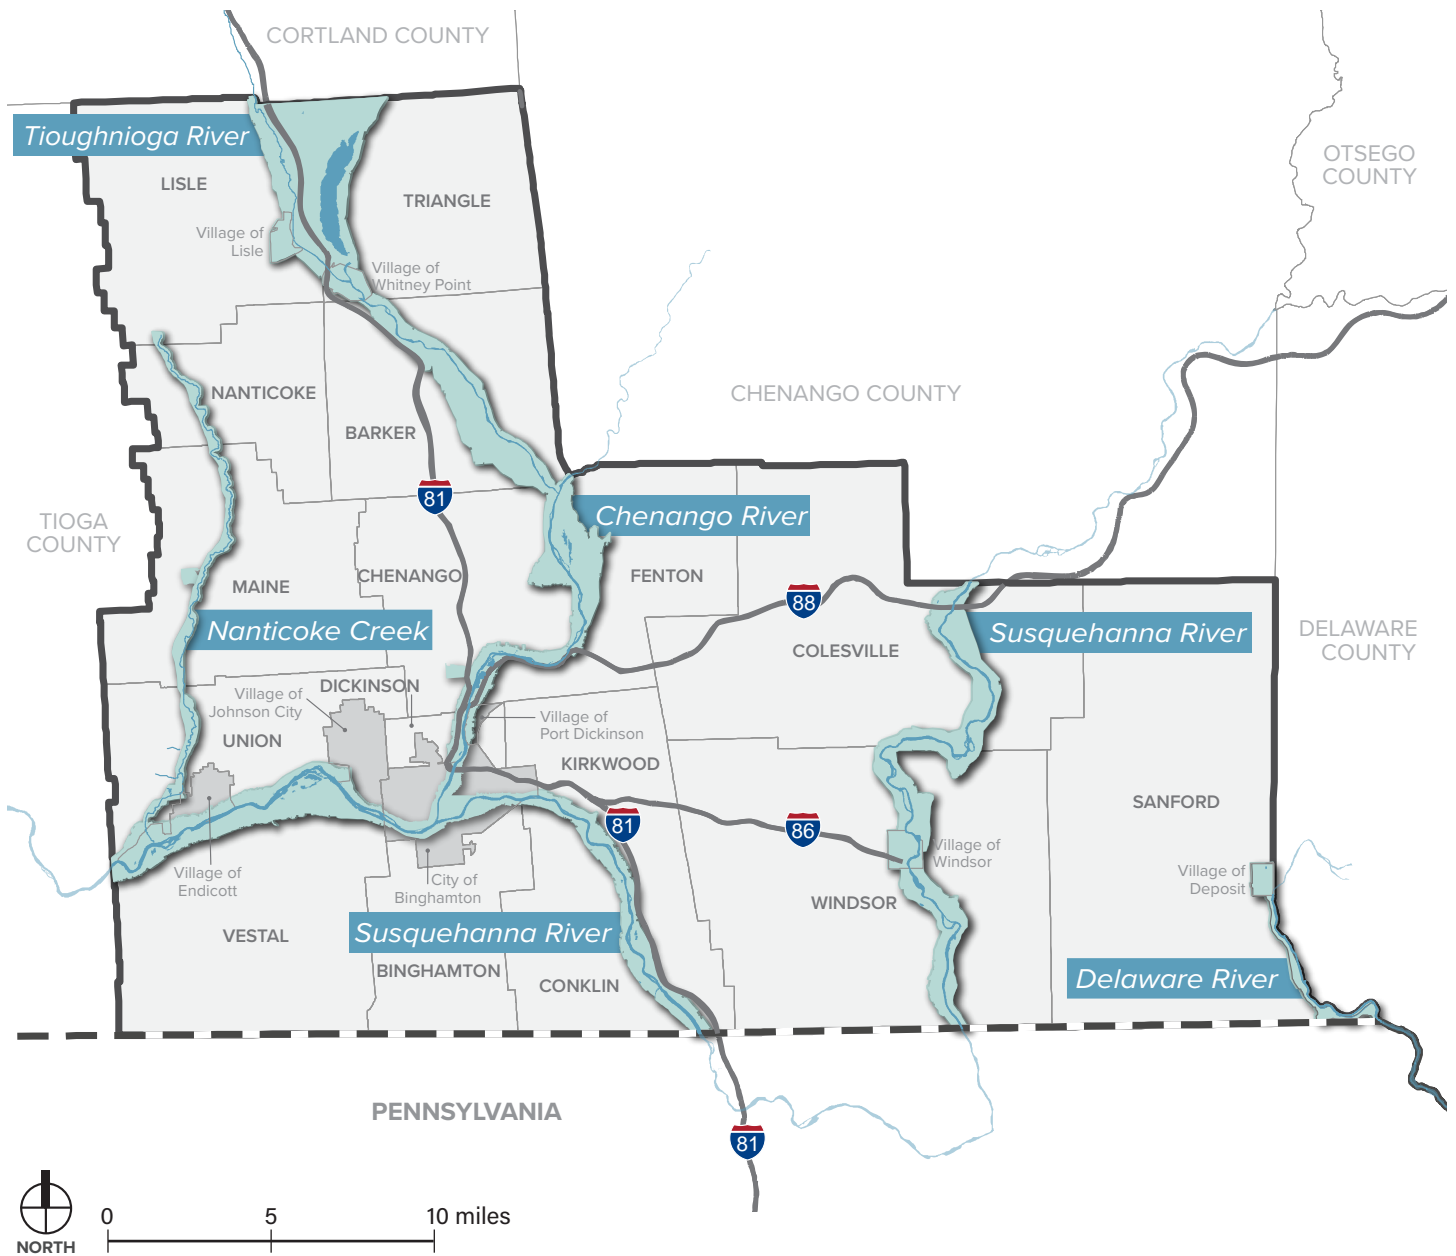 CORTLAND COUNTY
Tioughnioga River
OTSEGO
COUNTY
LISLE
TRIANGLE
Village of
Lisle
Village of
Whitney Point
NANTICOKE
CHENANGO COUNTY
BARKER
81
Chenango River
TIOGA
COUNTY
MAINE
CHENANGO
FENTON
88
Nanticoke Creek
Susquehanna River
DELAWARE
COUNTY
COLESVILLE
DICKINSON
Village of
Johnson City
Village of
Port Dickinson
UNION
KIRKWOOD
SANFORD
81
86
Village of
Windsor
Village of
Endicott
City of
Binghamton
Village of
Deposit
WINDSOR
VESTAL
Susquehanna River
BINGHAMTON
CONKLIN
Delaware River
PENNSYLVANIA
81
0 5 10 miles
NORTH